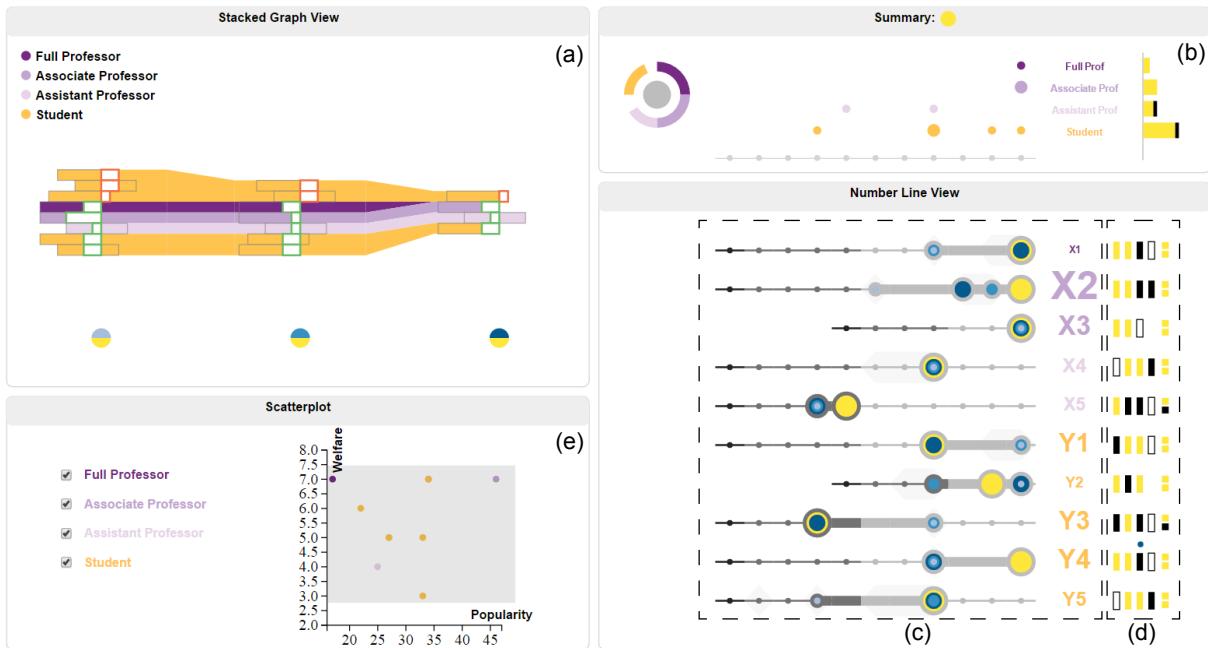 Stacked Graph View
(a)
Full Professor
Associate Professor
Assistant Professor
Student
Summary:
(b)
Full Prof
Associate Prof
Assistant Prof
Student
Number Line View
X1
X2
X3
X4
X5
Y1
Y2
Y3
Y4
Y5
(c)
(d)
Scatterplot
(e)
Full Professor
Associate Professor
Assistant Professor
Student
Welfare
8.0
7.5
7.0
6.5
6.0
5.5
5.0
4.5
4.0
3.5
3.0
2.5
2.0
Popularity
20 25 30 35 40 45